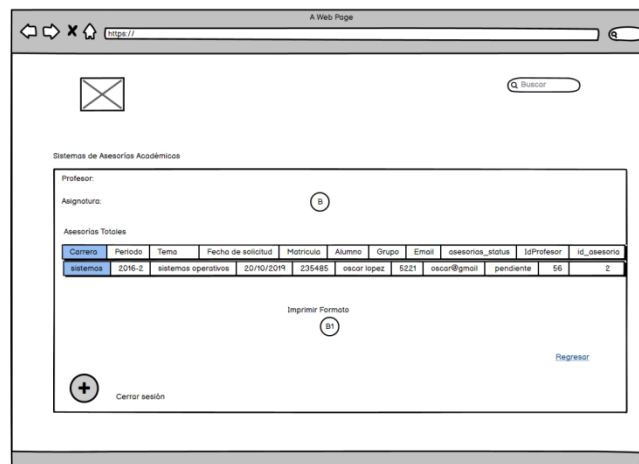 A Web Page
https://
Buscar
Sistemas de Asesorías Académicas
Profesor:
Asignatura:
B
Asesorías Totales
Carrera Periodo Tema Fecha de solicitud Matricula Alumno Grupo Email asesorias_status IdProfesor id_asesoria
sistemas 2016-2 sistemas operativos 20/10/2019 235485 oscar lopez 5221 oscar@gmail pendiente 56 2
Imprimir Formato
B1
Regresar
Cerrar sesión